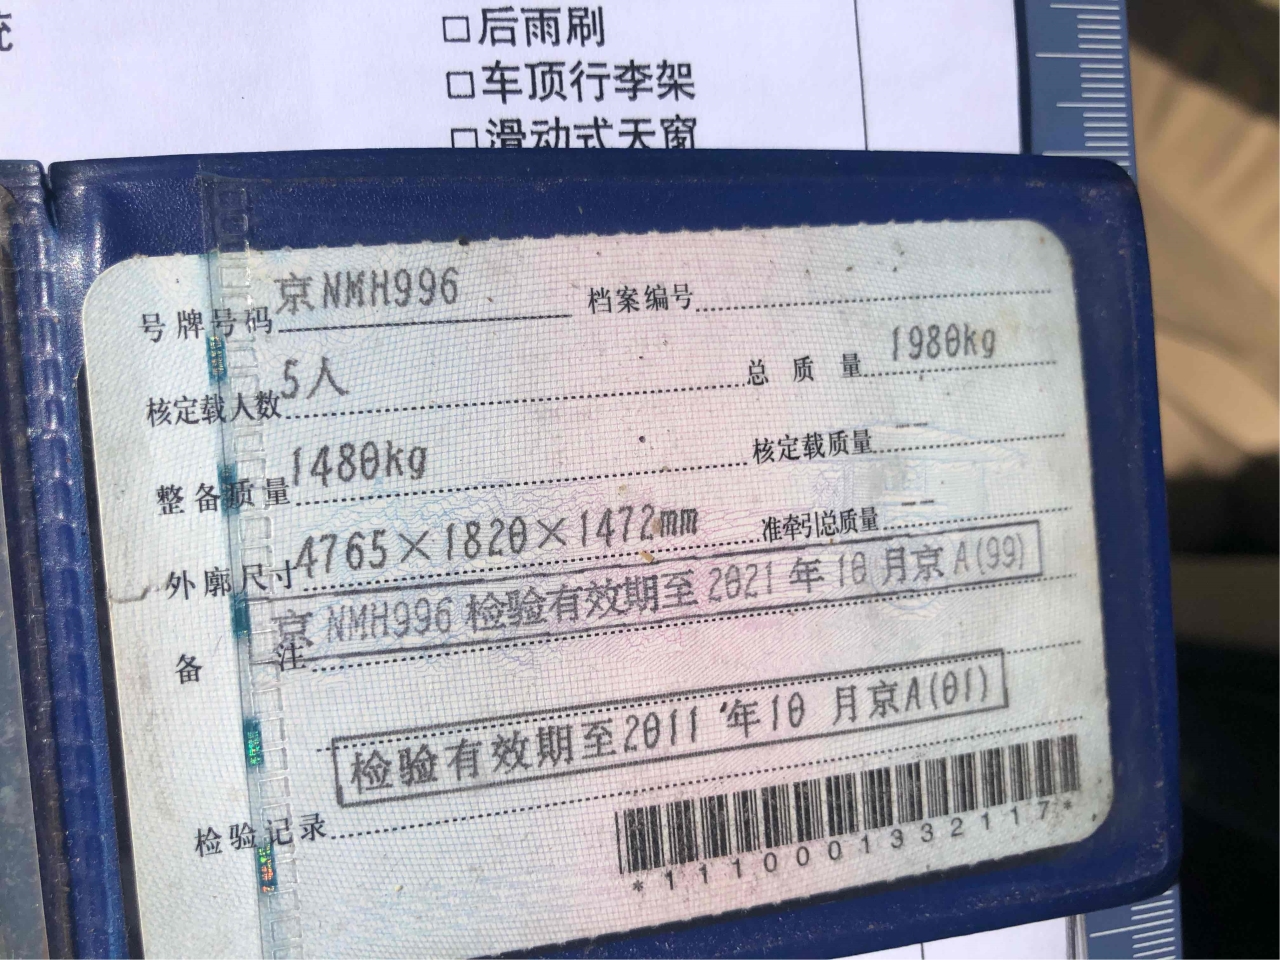 □后雨刷
□车顶行李架
□滑动式天窗
号牌号码 京NMH996 档案编号
核定载人数 5人 总质量 1980kg
整备质量 1480kg 核定载质量 --
外廓尺寸 4765×1820×1472mm 准牵引总质量 --
京NMH996检验有效期至2021年10月京A(99)
备注
检验有效期至2011年10月京A(01)
检验记录
*1110001332117*